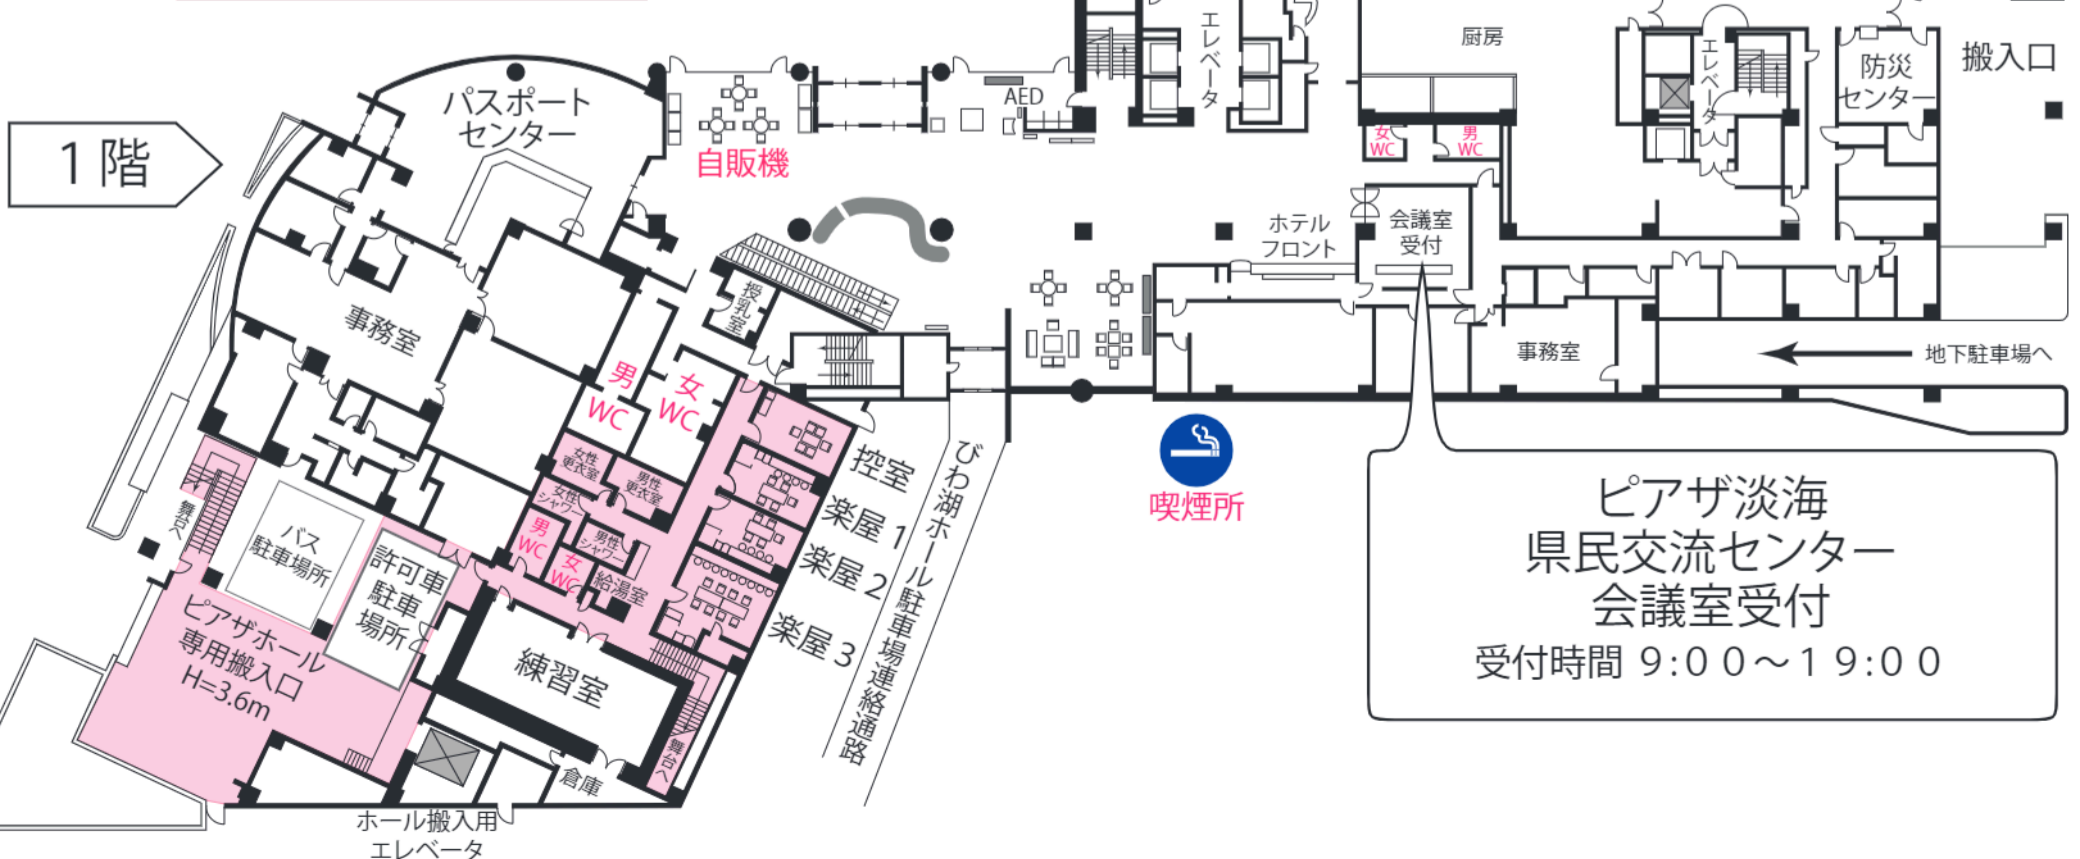 1階
パスポート
センター
自販機
AED
エレベータ
厨房
エレベータ
防災
センター
搬入口
女
WC
男
WC
ホテル
フロント
会議室
受付
授乳室
事務室
男
WC
女
WC
事務室
地下駐車場へ
喫煙所
ピアザ淡海
県民交流センター
会議室受付
受付時間 9:00～19:00
女性
更衣室
男性
更衣室
女性
シャワー
男性
シャワー
男
WC
女
WC
給湯室
控室
楽屋1
楽屋2
楽屋3
びわ湖ホール駐車場連絡通路
舞台へ
バス
駐車場所
許可車
駐車
場所
ピアザホール
専用搬入口
H=3.6m
練習室
舞台へ
倉庫
ホール搬入用
エレベータ